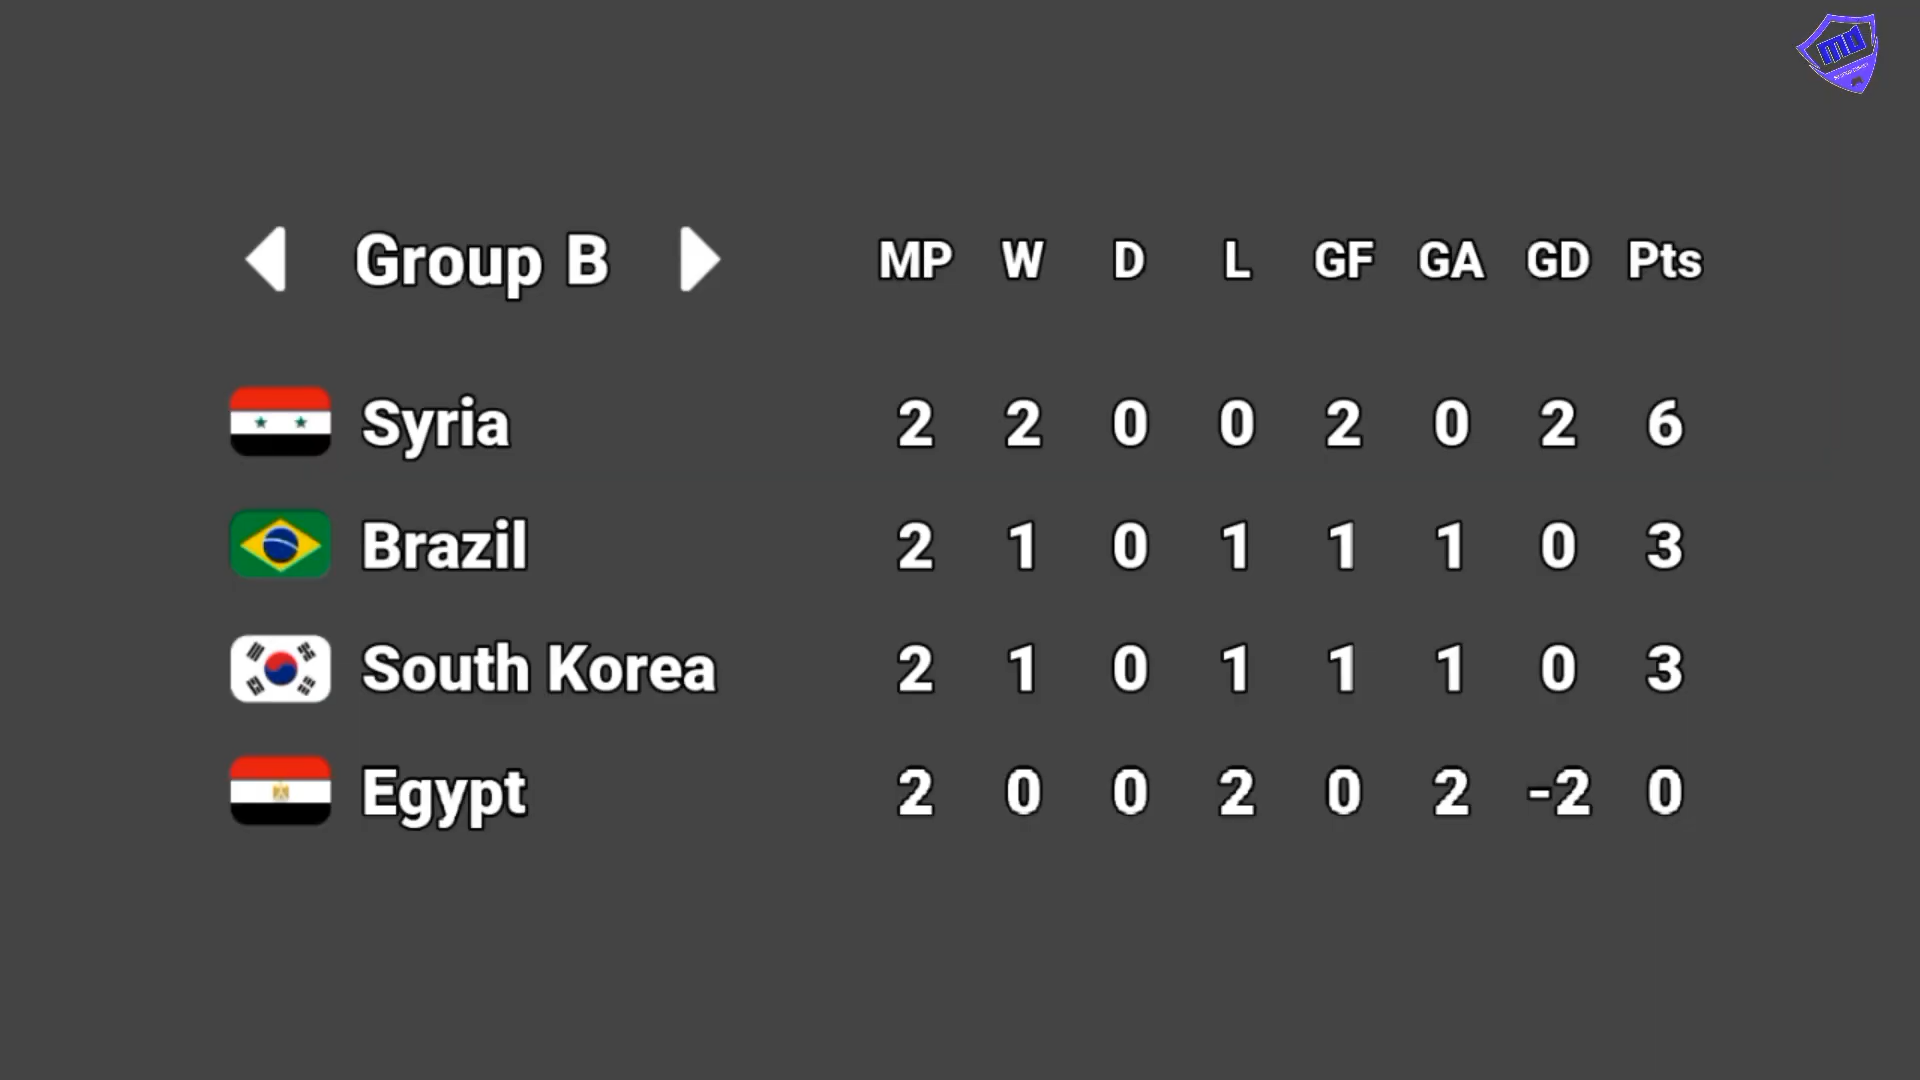 Group B MP W D L GF GA GD Pts
Syria 2 2 0 0 2 0 2 6
Brazil 2 1 0 1 1 1 0 3
South Korea 2 1 0 1 1 1 0 3
Egypt 2 0 0 2 0 2 -2 0